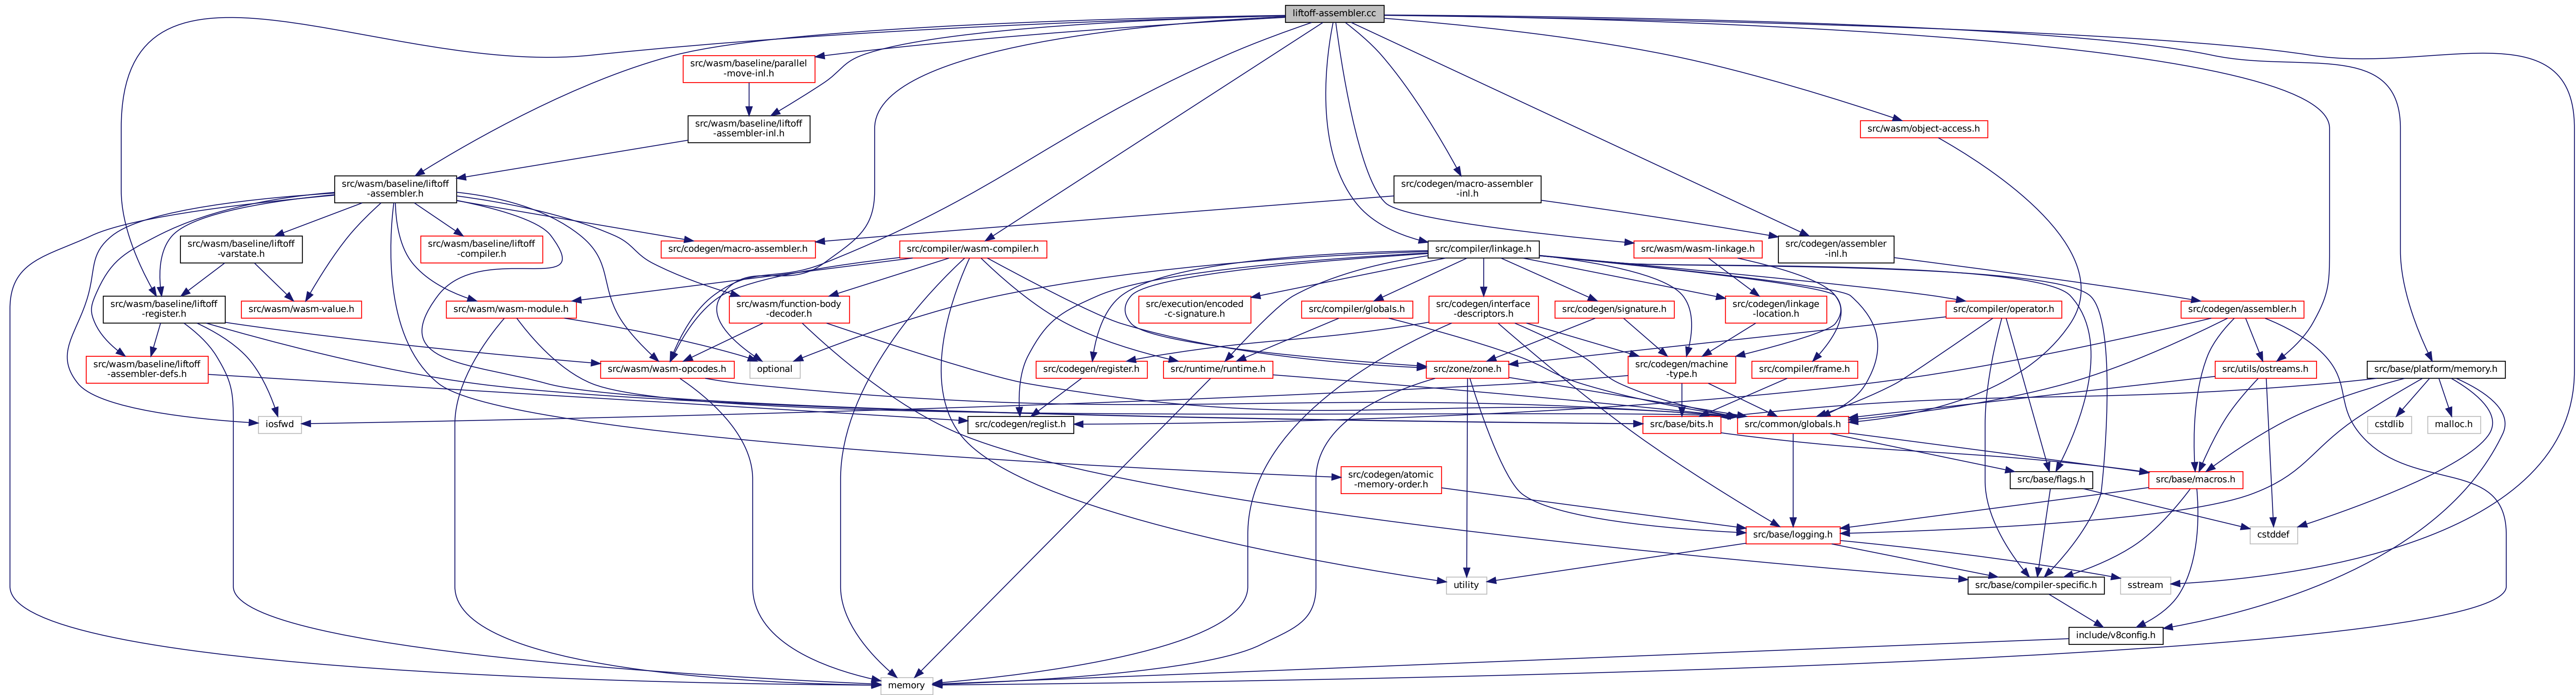 liftoff-assembler.cc
src/wasm/baseline/parallel
-move-inl.h
src/wasm/baseline/liftoff
-assembler-inl.h
src/wasm/object-access.h
src/wasm/baseline/liftoff
-assembler.h
src/codegen/macro-assembler
-inl.h
src/wasm/baseline/liftoff
-varstate.h
src/wasm/baseline/liftoff
-compiler.h
src/codegen/macro-assembler.h
src/compiler/wasm-compiler.h
src/compiler/linkage.h
src/wasm/wasm-linkage.h
src/codegen/assembler
-inl.h
src/wasm/baseline/liftoff
-register.h
src/wasm/wasm-value.h
src/wasm/wasm-module.h
src/wasm/function-body
-decoder.h
src/execution/encoded
-c-signature.h
src/compiler/globals.h
src/codegen/interface
-descriptors.h
src/codegen/signature.h
src/codegen/linkage
-location.h
src/compiler/operator.h
src/codegen/assembler.h
src/wasm/baseline/liftoff
-assembler-defs.h
src/wasm/wasm-opcodes.h
optional
src/codegen/register.h
src/runtime/runtime.h
src/zone/zone.h
src/codegen/machine
-type.h
src/compiler/frame.h
src/utils/ostreams.h
src/base/platform/memory.h
iosfwd
src/codegen/reglist.h
src/base/bits.h
src/common/globals.h
cstdlib
malloc.h
src/codegen/atomic
-memory-order.h
src/base/flags.h
src/base/macros.h
src/base/logging.h
cstddef
utility
src/base/compiler-specific.h
sstream
include/v8config.h
memory